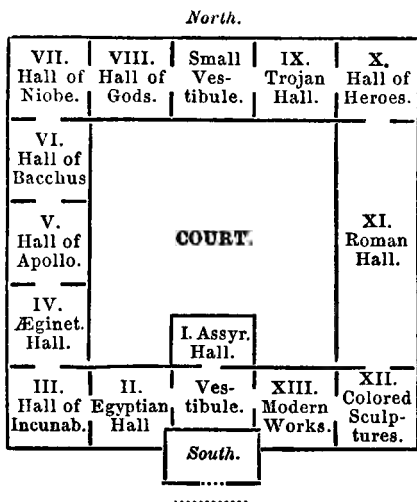 North.
VII.
Hall of
Niobe.
VIII.
Hall of
Gods.
Small
Ves-
tibule.
IX.
Trojan
Hall.
X.
Hall of
Heroes.
VI.
Hall of
Bacchus
V.
Hall of
Apollo.
COURT.
XI.
Roman
Hall.
IV.
Æginet.
Hall.
I. Assyr.
Hall.
III.
Hall of
Incunab.
II.
Egyptian
Hall
Ves-
tibule.
XIII.
Modern
Works.
XII.
Colored
Sculp-
tures.
South.